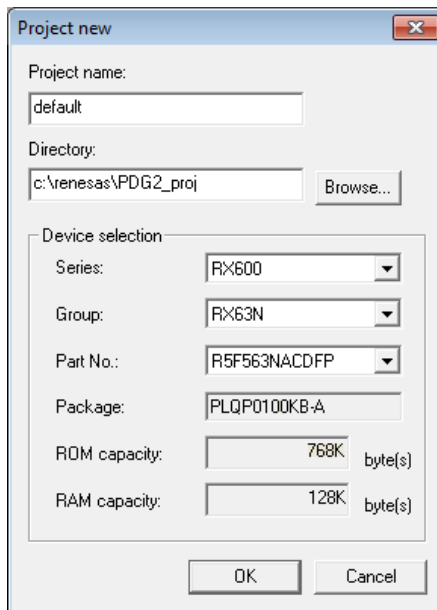 Project new
Project name:
default
Directory:
c:\renesas\PDG2_proj
Browse...
Device selection
Series: RX600
Group: RX63N
Part No.: R5F563NACDFP
Package: PLQP0100KB-A
ROM capacity: 768K byte(s)
RAM capacity: 128K byte(s)
OK Cancel